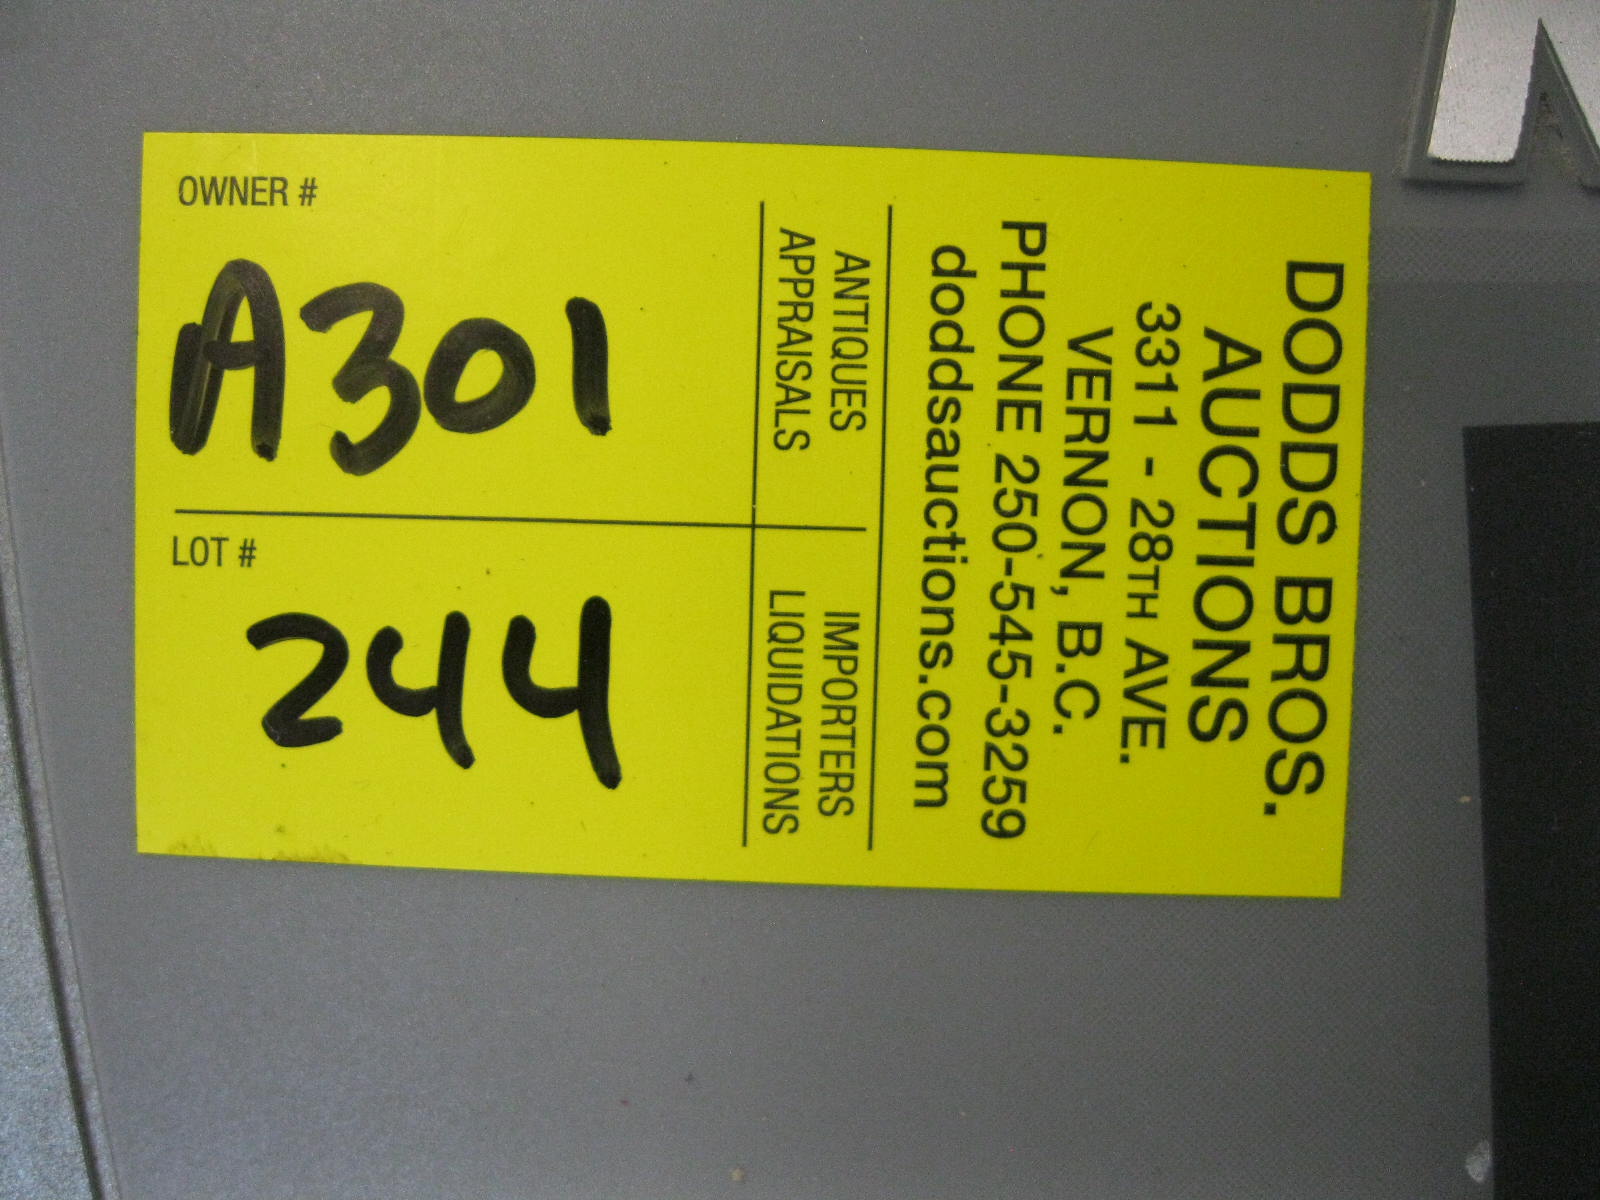 OWNER #
A301
LOT #
244
DODDS BROS.
AUCTIONS
3311 - 28TH AVE.
VERNON, B.C.
PHONE 250-545-3259
doddsauctions.com
ANTIQUES
APPRAISALS
IMPORTERS
LIQUIDATIONS